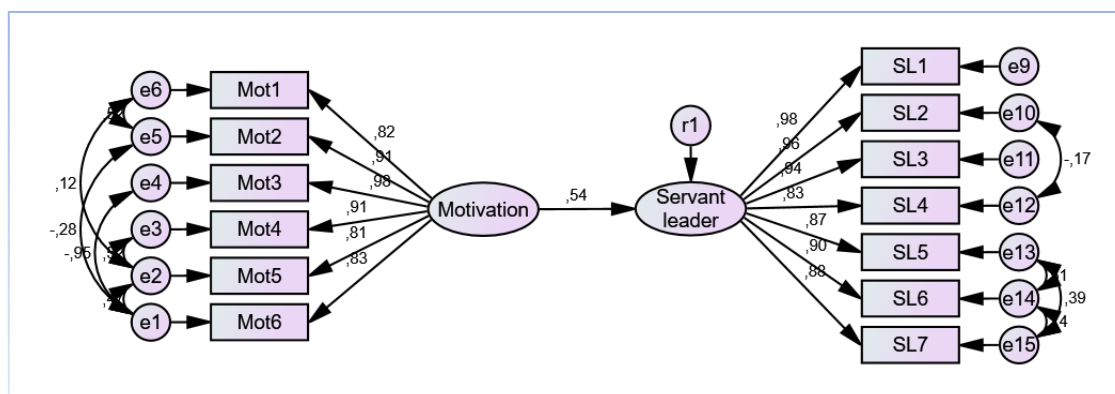 e6
Mot1
e5
Mot2
e4
Mot3
e3
Mot4
e2
Mot5
e1
Mot6
,12
-,28
-,95
,82
,91
,98
,91
,81
,83
Motivation
,54
r1
Servant
leader
,98
,96
,94
,83
,87
,90
,88
SL1
e9
SL2
e10
SL3
e11
SL4
e12
SL5
e13
SL6
e14
SL7
e15
-,17
,39